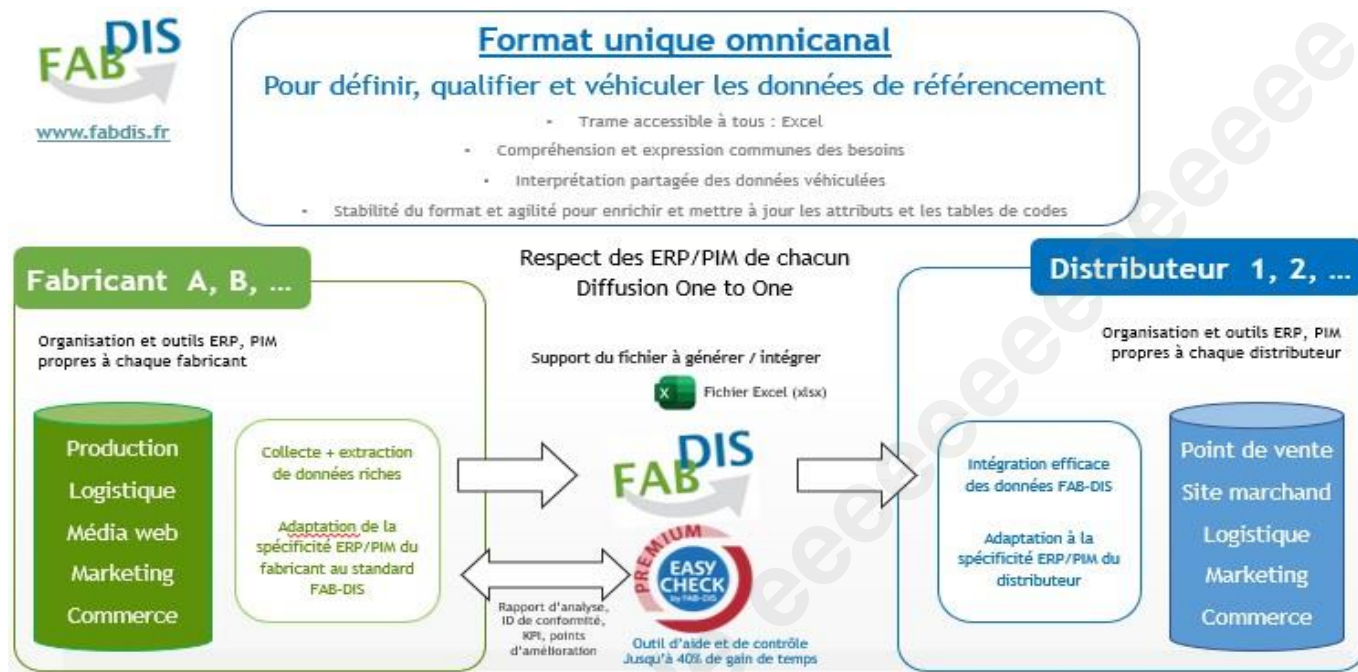 FAB DIS
www.fabdis.fr
Format unique omnicanal
Pour définir, qualifier et véhiculer les données de référencement
• Trame accessible à tous : Excel
• Compréhension et expression communes des besoins
• Interprétation partagée des données véhiculées
• Stabilité du format et agilité pour enrichir et mettre à jour les attributs et les tables de codes
Fabricant A, B, ...
Organisation et outils ERP, PIM
propres à chaque fabricant
Production
Logistique
Média web
Marketing
Commerce
Collecte + extraction
de données riches
Adaptation de la
spécificité ERP/PIM du
fabricant au standard
FAB-DIS
Respect des ERP/PIM de chacun
Diffusion One to One
Support du fichier à générer / intégrer
X
Fichier Excel (xlsx)
FAB DIS
PREMIUM
EASY
CHECK
by FAB-DIS
Rapport d'analyse,
ID de conformité,
KPI, points
d'amélioration
Outil d'aide et de contrôle
Jusqu'à 40% de gain de temps
Distributeur 1, 2, ...
Organisation et outils ERP, PIM
propres à chaque distributeur
Intégration efficace
des données FAB-DIS
Adaptation à la
spécificité ERP/PIM du
distributeur
Point de vente
Site marchand
Logistique
Marketing
Commerce